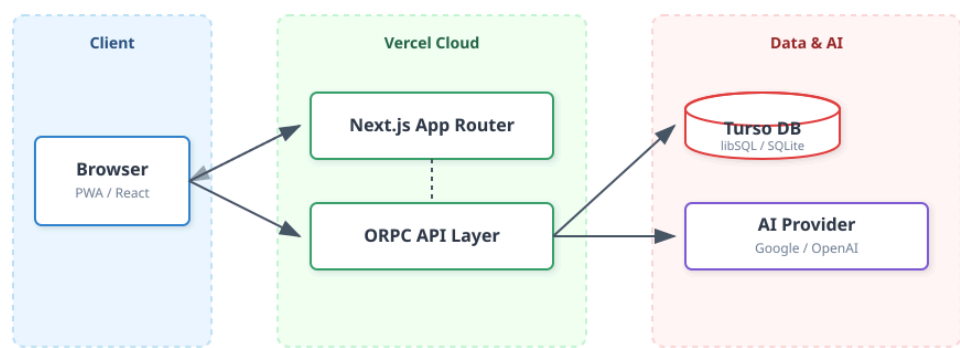 Client
Browser
PWA / React
Vercel Cloud
Next.js App Router
ORPC API Layer
Data & AI
Turso DB
libSQL / SQLite
AI Provider
Google / OpenAI